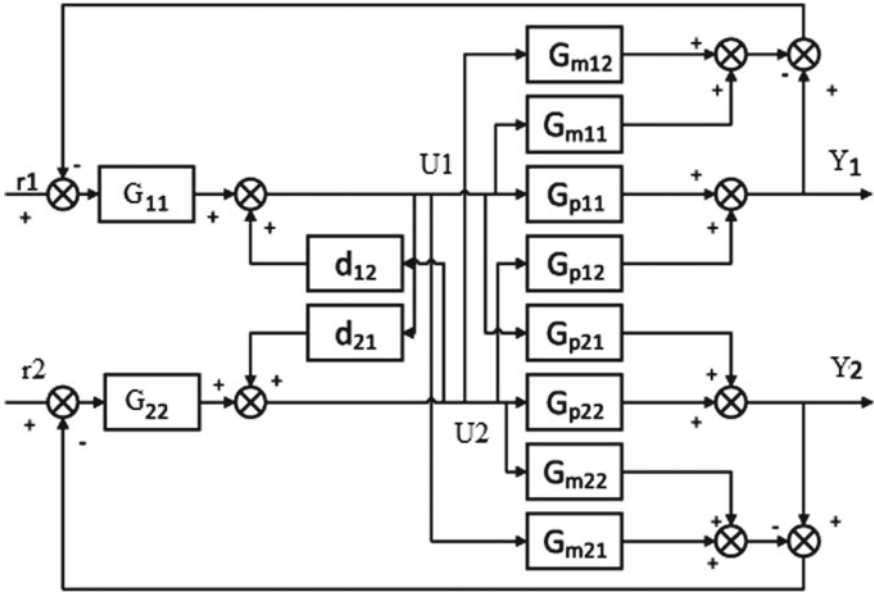 G_m12
+
-
+
+
G_m11
-
U1
Y_1
r1
+
G_11
+
+
G_p11
+
+
d_12
G_p12
d_21
G_p21
r2
+
-
G_22
+
+
U2
G_p22
+
+
Y_2
G_m22
+
+
-
+
G_m21